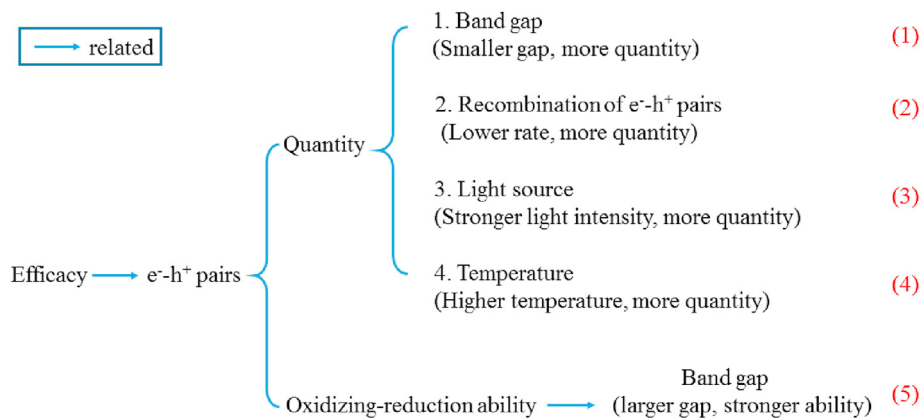 related
1. Band gap
(Smaller gap, more quantity)
(1)
2. Recombination of e⁻-h⁺ pairs
(Lower rate, more quantity)
(2)
Quantity
3. Light source
(Stronger light intensity, more quantity)
(3)
Efficacy
e⁻-h⁺ pairs
4. Temperature
(Higher temperature, more quantity)
(4)
Oxidizing-reduction ability
Band gap
(larger gap, stronger ability)
(5)